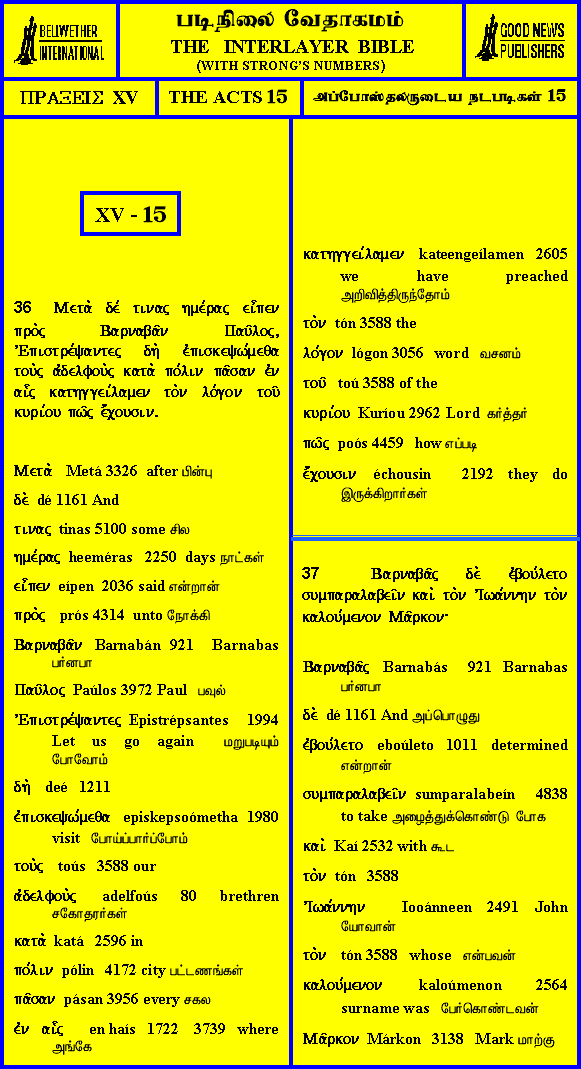 BELLWETHER
INTERNATIONAL
படிநிலை வேதாகமம்
THE INTERLAYER BIBLE
(WITH STRONG'S NUMBERS)
GOOD NEWS
PUBLISHERS
ΠΡΑΞΕΙΣ XV
THE ACTS 15
அப்போஸ்தலருடைய நடபடிகள் 15
XV - 15
36 Μετὰ δέ τινας ημέρας εἶπεν
πρὸς Βαρναβᾶν Παῦλος,
Ἐπιστρέψαντες δὴ ἐπισκεψώμεθα
τοὺς ἀδελφοὺς κατὰ πόλιν πᾶσαν ἐν
αἷς κατηγγείλαμεν τὸν λόγον τοῦ
κυρίου πῶς ἔχουσιν.
Μετὰ Metá 3326 after பின்பு
δὲ dé 1161 And
τινας tinas 5100 some சில
ημέρας heeméras 2250 days நாட்கள்
εἶπεν eípen 2036 said என்றான்
πρὸς prós 4314 unto நோக்கி
Βαρναβᾶν Barnabán 921 Barnabas
பர்னபா
Παῦλος Paúlos 3972 Paul பவுல்
Ἐπιστρέψαντες Epistrépsantes 1994
Let us go again மறுபடியும்
போவோம்
δὴ deé 1211
ἐπισκεψώμεθα episkepsoómetha 1980
visit போய்ப்பார்ப்போம்
τοὺς toús 3588 our
ἀδελφοὺς adelfoús 80 brethren
சகோதரர்கள்
κατὰ katá 2596 in
πόλιν pólin 4172 city பட்டணங்கள்
πᾶσαν pásan 3956 every சகல
ἐν αἷς en haís 1722 3739 where
அங்கே
κατηγγείλαμεν kateengeílamen 2605
we have preached
அறிவித்திருந்தோம்
τὸν tón 3588 the
λόγον lógon 3056 word வசனம்
τοῦ toú 3588 of the
κυρίου Kuríou 2962 Lord கர்த்தர்
πῶς poós 4459 how எப்படி
ἔχουσιν échousin 2192 they do
இருக்கிறார்கள்
37 Βαρναβᾶς δὲ ἐβούλετο
συμπαραλαβεῖν καὶ τὸν Ἰωάννην τὸν
καλούμενον Μᾶρκον·
Βαρναβᾶς Barnabás 921 Barnabas
பர்னபா
δὲ dé 1161 And அப்பொழுது
ἐβούλετο eboúleto 1011 determined
என்றான்
συμπαραλαβεῖν sumparalabeín 4838
to take அழைத்துக்கொண்டு போக
καὶ Kaí 2532 with கூட
τὸν tón 3588
Ἰωάννην Iooánneen 2491 John
யோவான்
τὸν tón 3588 whose என்பவன்
καλούμενον kaloúmenon 2564
surname was பேர்கொண்டவன்
Μᾶρκον Márkon 3138 Mark மாற்கு